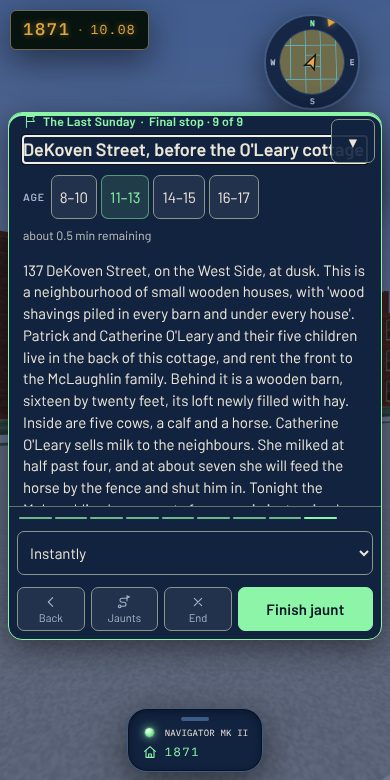 1871 · 10.08
N
W
E
S
The Last Sunday · Final stop · 9 of 9
DeKoven Street, before the O'Leary cottage
▼
AGE
8–10
11–13
14–15
16–17
about 0.5 min remaining
137 DeKoven Street, on the West Side, at dusk. This is
a neighbourhood of small wooden houses, with 'wood
shavings piled in every barn and under every house'.
Patrick and Catherine O'Leary and their five children
live in the back of this cottage, and rent the front to
the McLaughlin family. Behind it is a wooden barn,
sixteen by twenty feet, its loft newly filled with hay.
Inside are five cows, a calf and a horse. Catherine
O'Leary sells milk to the neighbours. She milked at
half past four, and at about seven she will feed the
horse by the fence and shut him in. Tonight the
Instantly
Back
Jaunts
End
Finish jaunt
NAVIGATOR MK II
1871